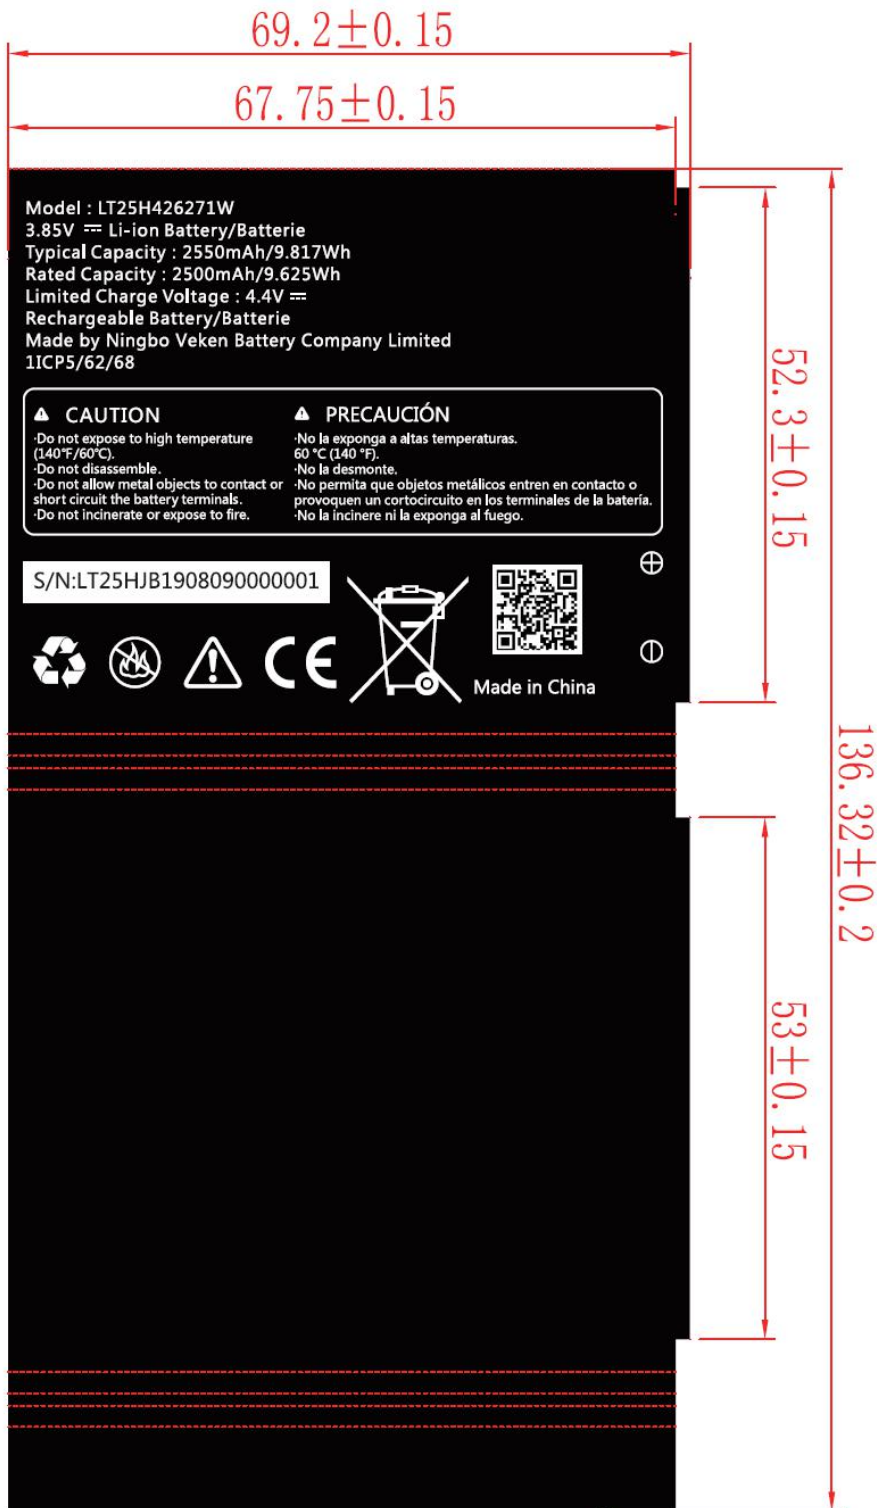 69.2±0.15
67.75±0.15
Model : LT25H426271W
3.85V ⎓ Li-ion Battery/Batterie
Typical Capacity : 2550mAh/9.817Wh
Rated Capacity : 2500mAh/9.625Wh
Limited Charge Voltage : 4.4V ⎓
Rechargeable Battery/Batterie
Made by Ningbo Veken Battery Company Limited
1ICP5/62/68
CAUTION
·Do not expose to high temperature
(140°F/60°C).
·Do not disassemble.
·Do not allow metal objects to contact or
short circuit the battery terminals.
·Do not incinerate or expose to fire.
PRECAUCIÓN
·No la exponga a altas temperaturas.
60 °C (140 °F).
·No la desmonte.
·No permita que objetos metálicos entren en contacto o
provoquen un cortocircuito en los terminales de la batería.
·No la incinere ni la exponga al fuego.
S/N:LT25HJB1908090000001
CE
Made in China
52.3±0.15
136.32±0.2
53±0.15